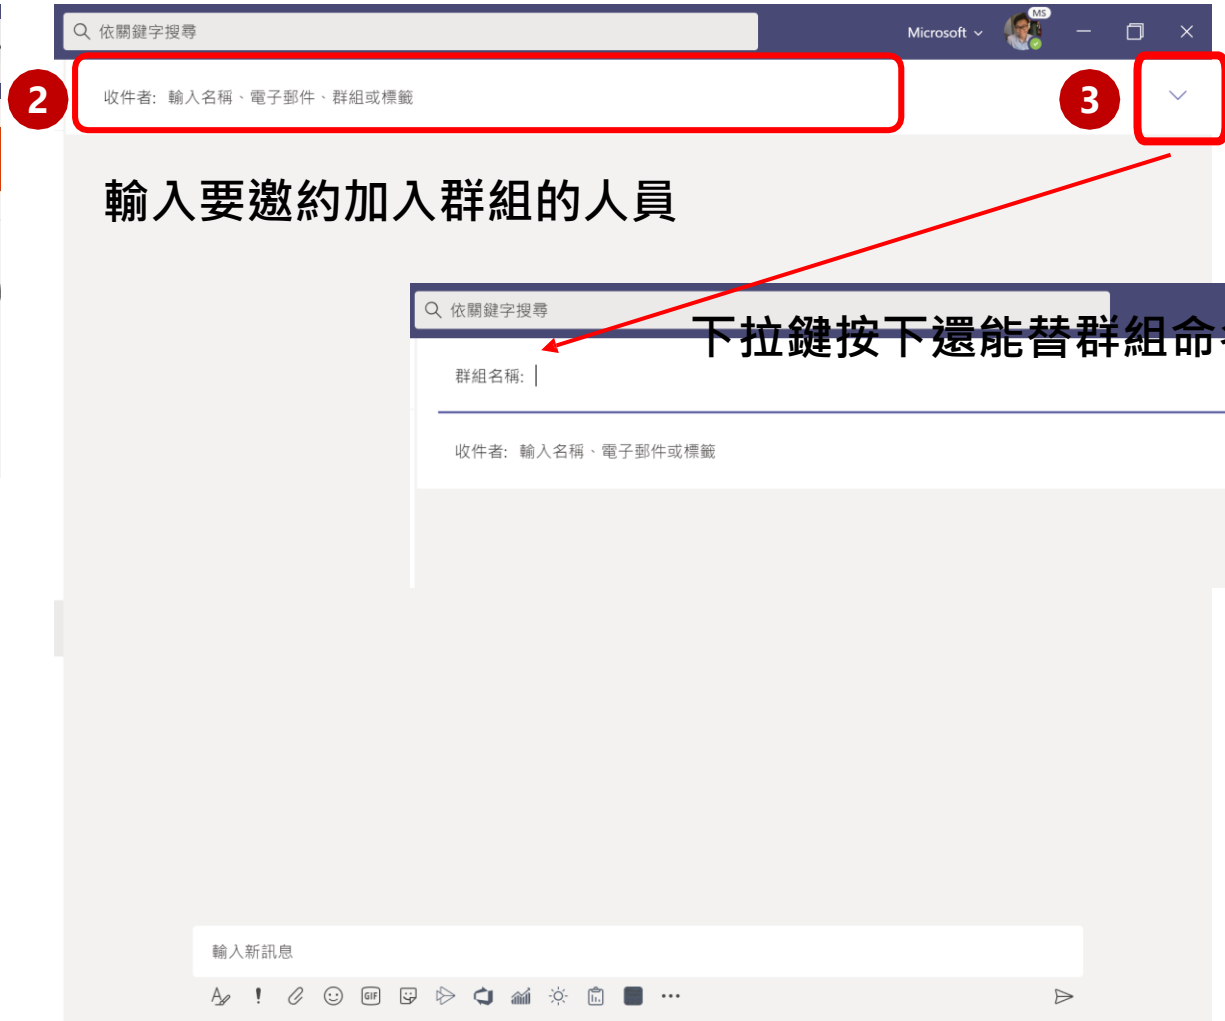 依關鍵字搜尋
Microsoft
MS
2
收件者: 輸入名稱、電子郵件、群組或標籤
3
輸入要邀約加入群組的人員
依關鍵字搜尋
下拉鍵按下還能替群組命
群組名稱:
收件者: 輸入名稱、電子郵件或標籤
輸入新訊息
GIF